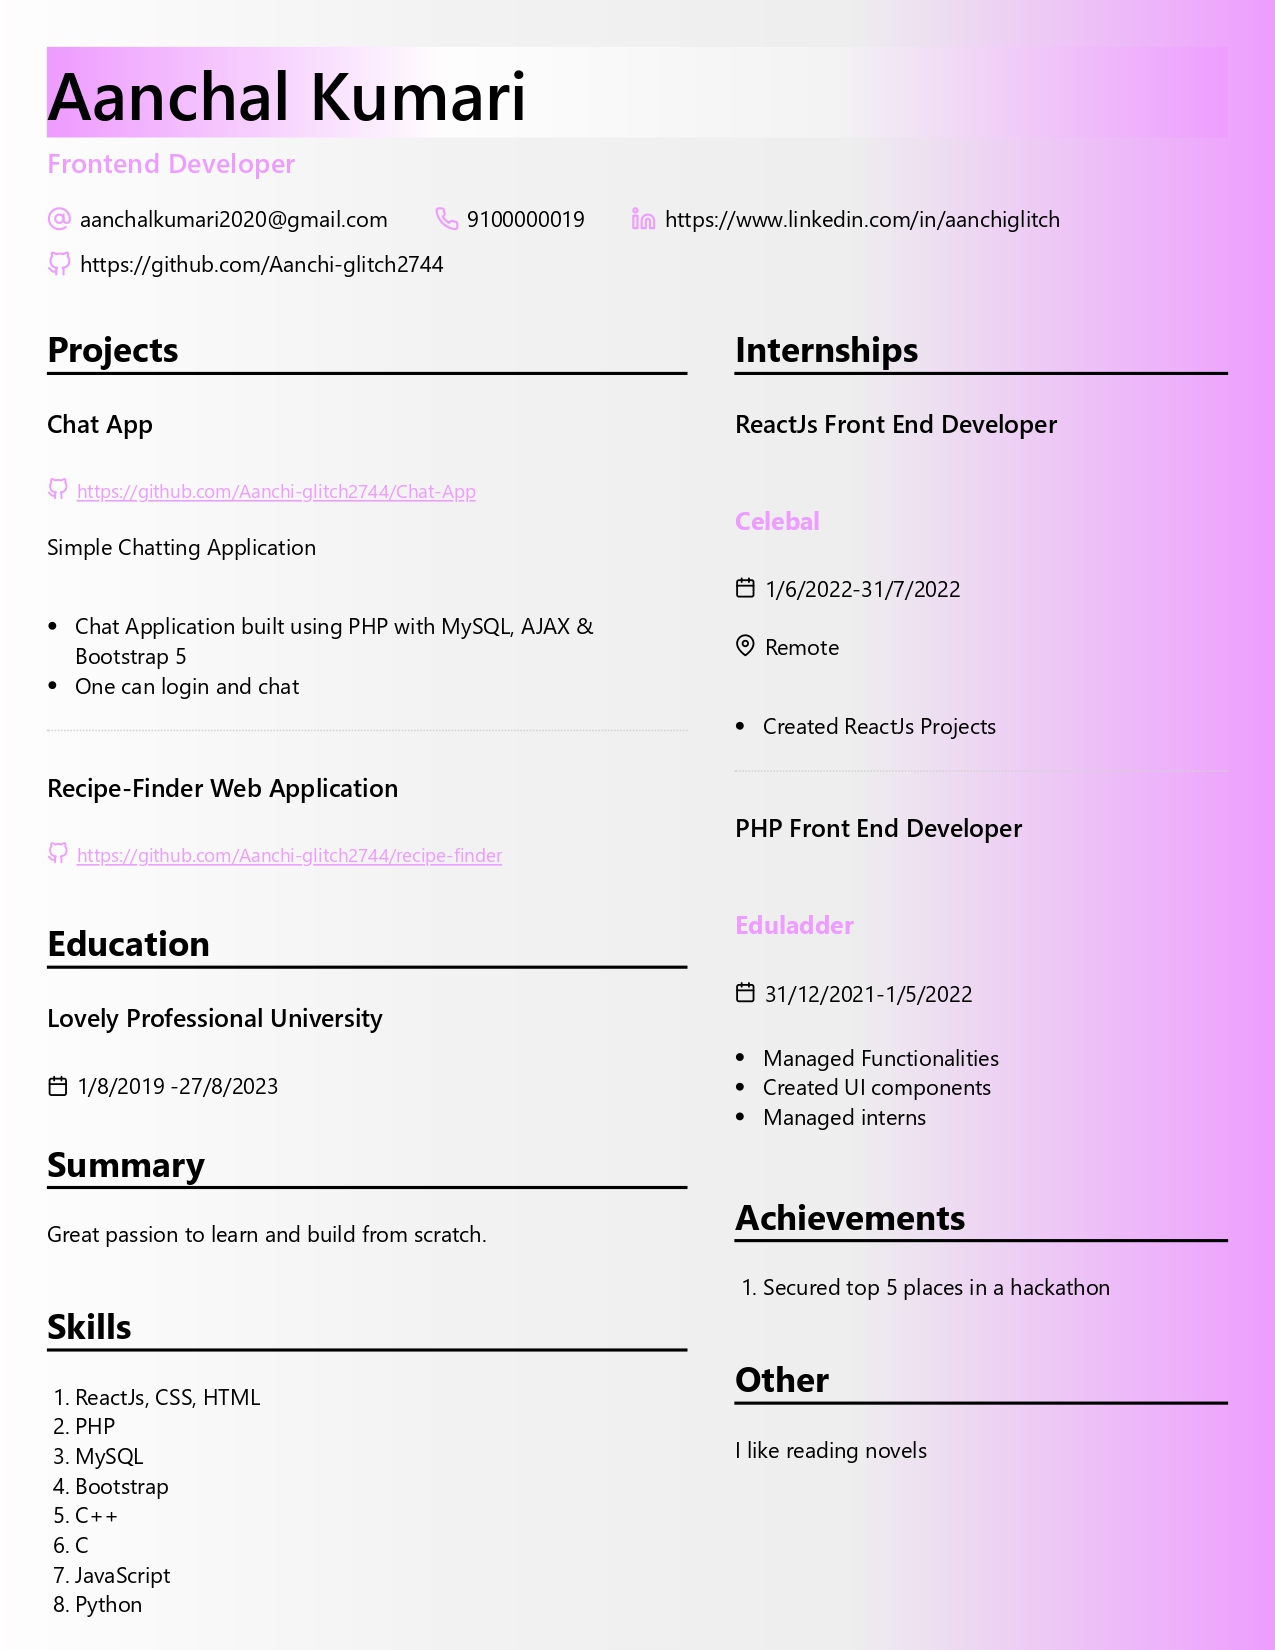 Aanchal Kumari
Frontend Developer
aanchalkumari2020@gmail.com 9100000019 https://www.linkedin.com/in/aanchiglitch
https://github.com/Aanchi-glitch2744
Projects
Chat App
https://github.com/Aanchi-glitch2744/Chat-App
Simple Chatting Application
• Chat Application built using PHP with MySQL, AJAX &
Bootstrap 5
• One can login and chat
Recipe-Finder Web Application
https://github.com/Aanchi-glitch2744/recipe-finder
Education
Lovely Professional University
1/8/2019 -27/8/2023
Summary
Great passion to learn and build from scratch.
Skills
1. ReactJs, CSS, HTML
2. PHP
3. MySQL
4. Bootstrap
5. C++
6. C
7. JavaScript
8. Python
Internships
ReactJs Front End Developer
Celebal
1/6/2022-31/7/2022
Remote
• Created ReactJs Projects
PHP Front End Developer
Eduladder
31/12/2021-1/5/2022
• Managed Functionalities
• Created UI components
• Managed interns
Achievements
1. Secured top 5 places in a hackathon
Other
I like reading novels